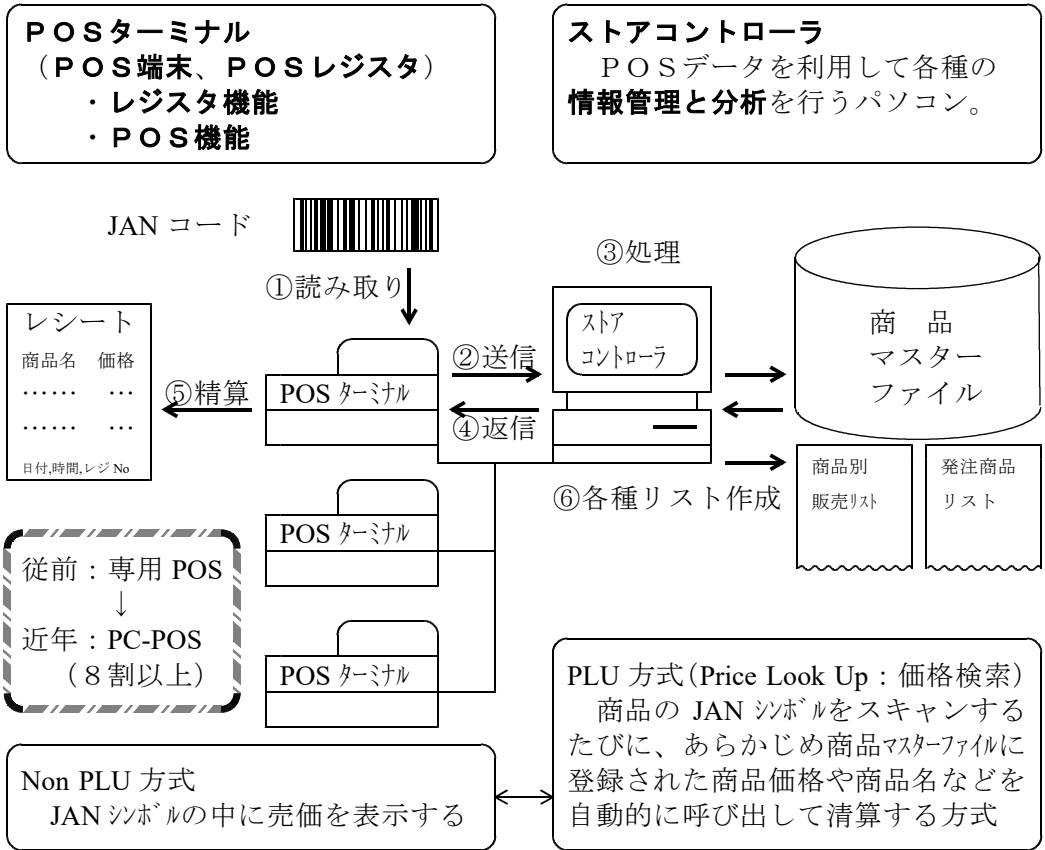 ＰＯＳターミナル
（ＰＯＳ端末、ＰＯＳレジスタ）
・レジスタ機能
・ＰＯＳ機能
ストアコントローラ
ＰＯＳデータを利用して各種の
情報管理と分析を行うパソコン。
JAN コード
①読み取り
③処理
レシート
商品名 価格
…… …
…… …
日付,時間,レジ No
⑤精算
POS ﾀｰﾐﾅﾙ
②送信
④返信
ｽﾄｱ
ｺﾝﾄﾛｰﾗ
商　品
マスター
ファイル
⑥各種リスト作成
商品別
販売ﾘｽﾄ
発注商品
リスト
POS ﾀｰﾐﾅﾙ
POS ﾀｰﾐﾅﾙ
従前：専用 POS
↓
近年：PC-POS
（８割以上）
Non PLU 方式
JAN ｼﾝﾎﾞﾙの中に売価を表示する
PLU 方式（Price Look Up：価格検索）
商品の JAN ｼﾝﾎﾞﾙをスキャンする
たびに、あらかじめ商品ﾏｽﾀｰﾌｧｲﾙに
登録された商品価格や商品名などを
自動的に呼び出して清算する方式